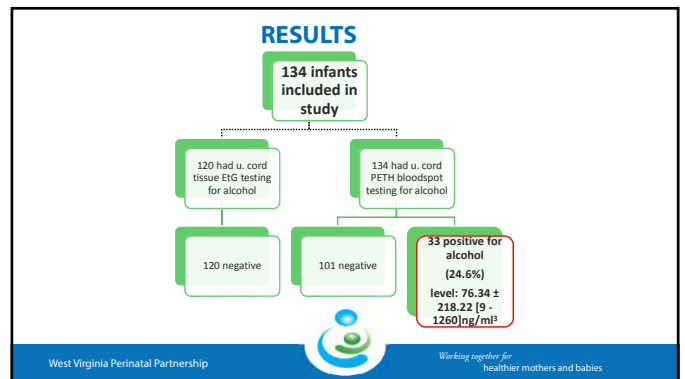 RESULTS
134 infants
included in
study
120 had u. cord
tissue EtG testing
for alcohol
134 had u. cord
PETH bloodspot
testing for alcohol
120 negative
101 negative
33 positive for
alcohol
(24.6%)
level: 76.34 ±
218.22 [9 -
1260]ng/ml³
West Virginia Perinatal Partnership
Working together for
healthier mothers and babies